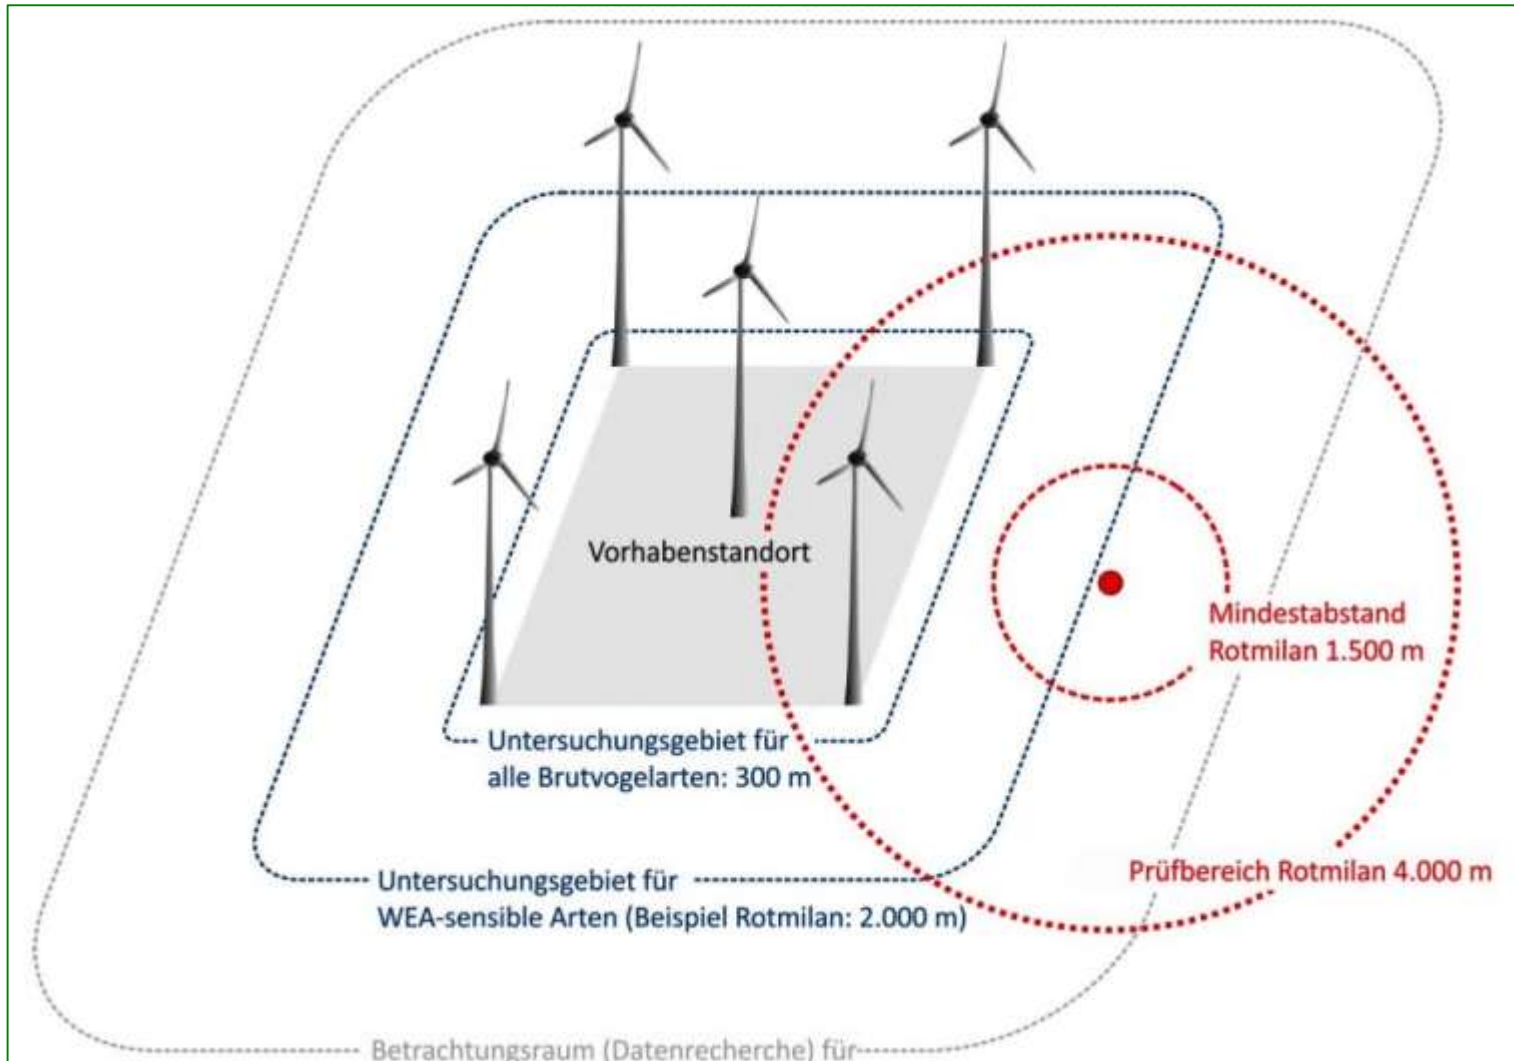 Vorhabenstandort
Mindestabstand
Rotmilan 1.500 m
Untersuchungsgebiet für
alle Brutvogelarten: 300 m
Prüfbereich Rotmilan 4.000 m
Untersuchungsgebiet für
WEA-sensible Arten (Beispiel Rotmilan: 2.000 m)
Betrachtungsraum (Datenrecherche) für